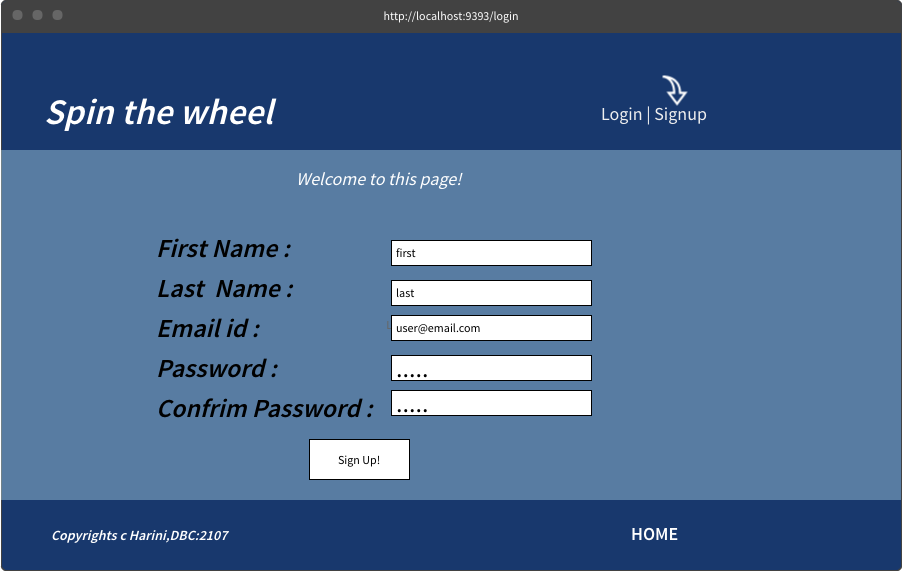 http://localhost:9393/login
Spin the wheel
Login | Signup
Welcome to this page!
First Name : first
Last  Name : last
Email id : user@email.com
Password : .....
Confrim Password : .....
Sign Up!
Copyrights c Harini,DBC:2107
HOME